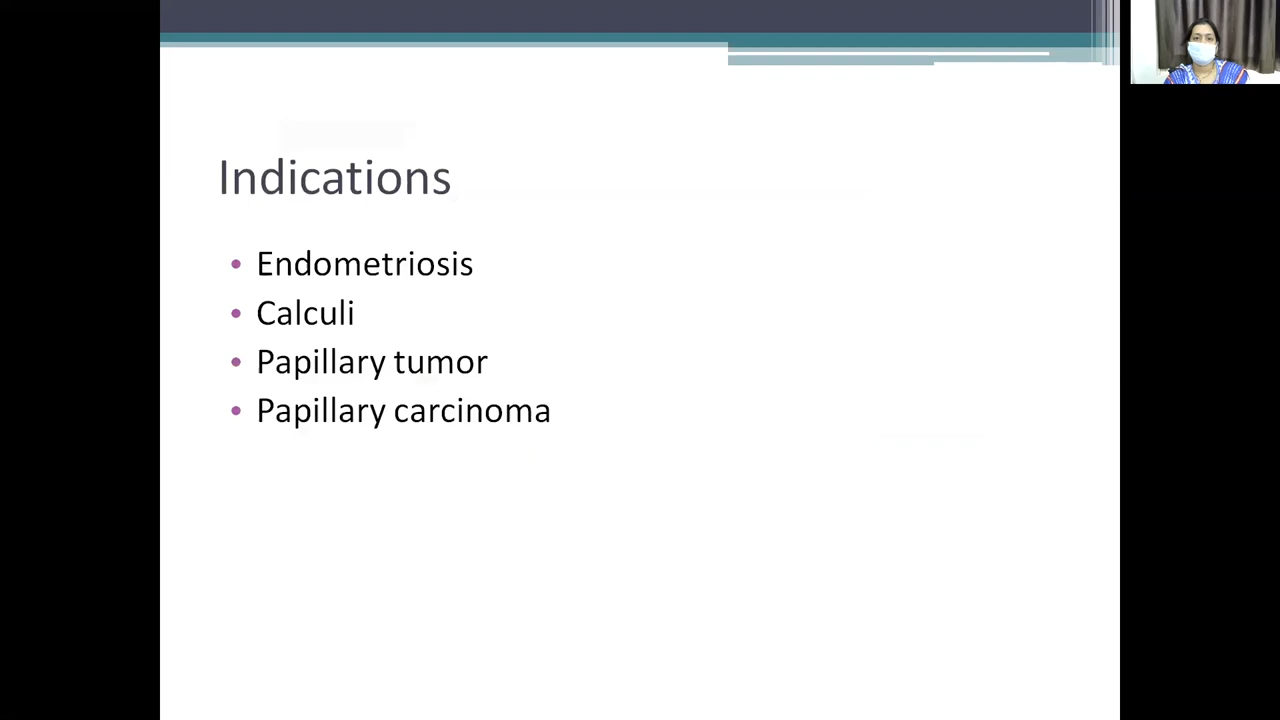 Indications
• Endometriosis
• Calculi
• Papillary tumor
• Papillary carcinoma